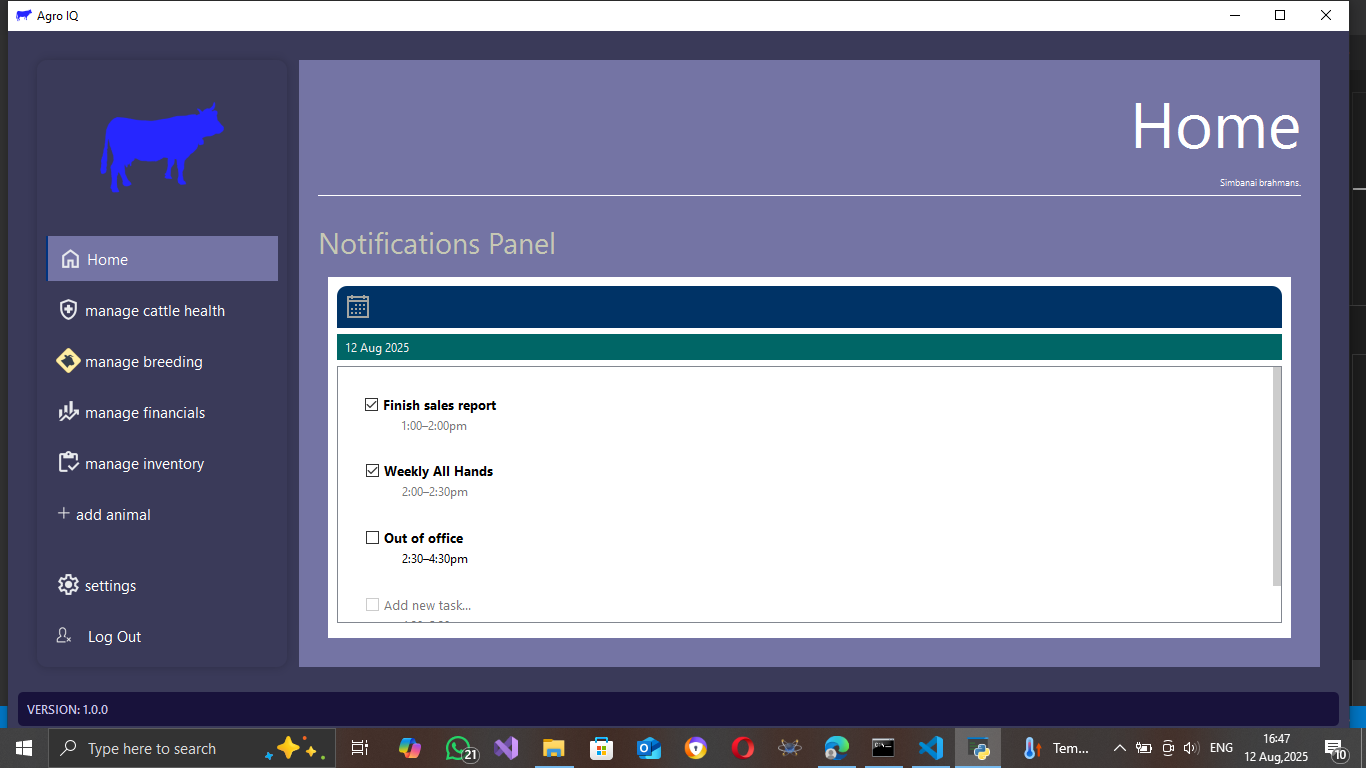 Agro IQ
Home
Simbanai brahmans.
Home
manage cattle health
manage breeding
manage financials
manage inventory
+ add animal
settings
Log Out
Notifications Panel
12 Aug 2025
Finish sales report
1:00–2:00pm
Weekly All Hands
2:00–2:30pm
Out of office
2:30–4:30pm
Add new task...
VERSION: 1.0.0
Type here to search
21
Tem...
ENG
16:47
12 Aug,2025
10